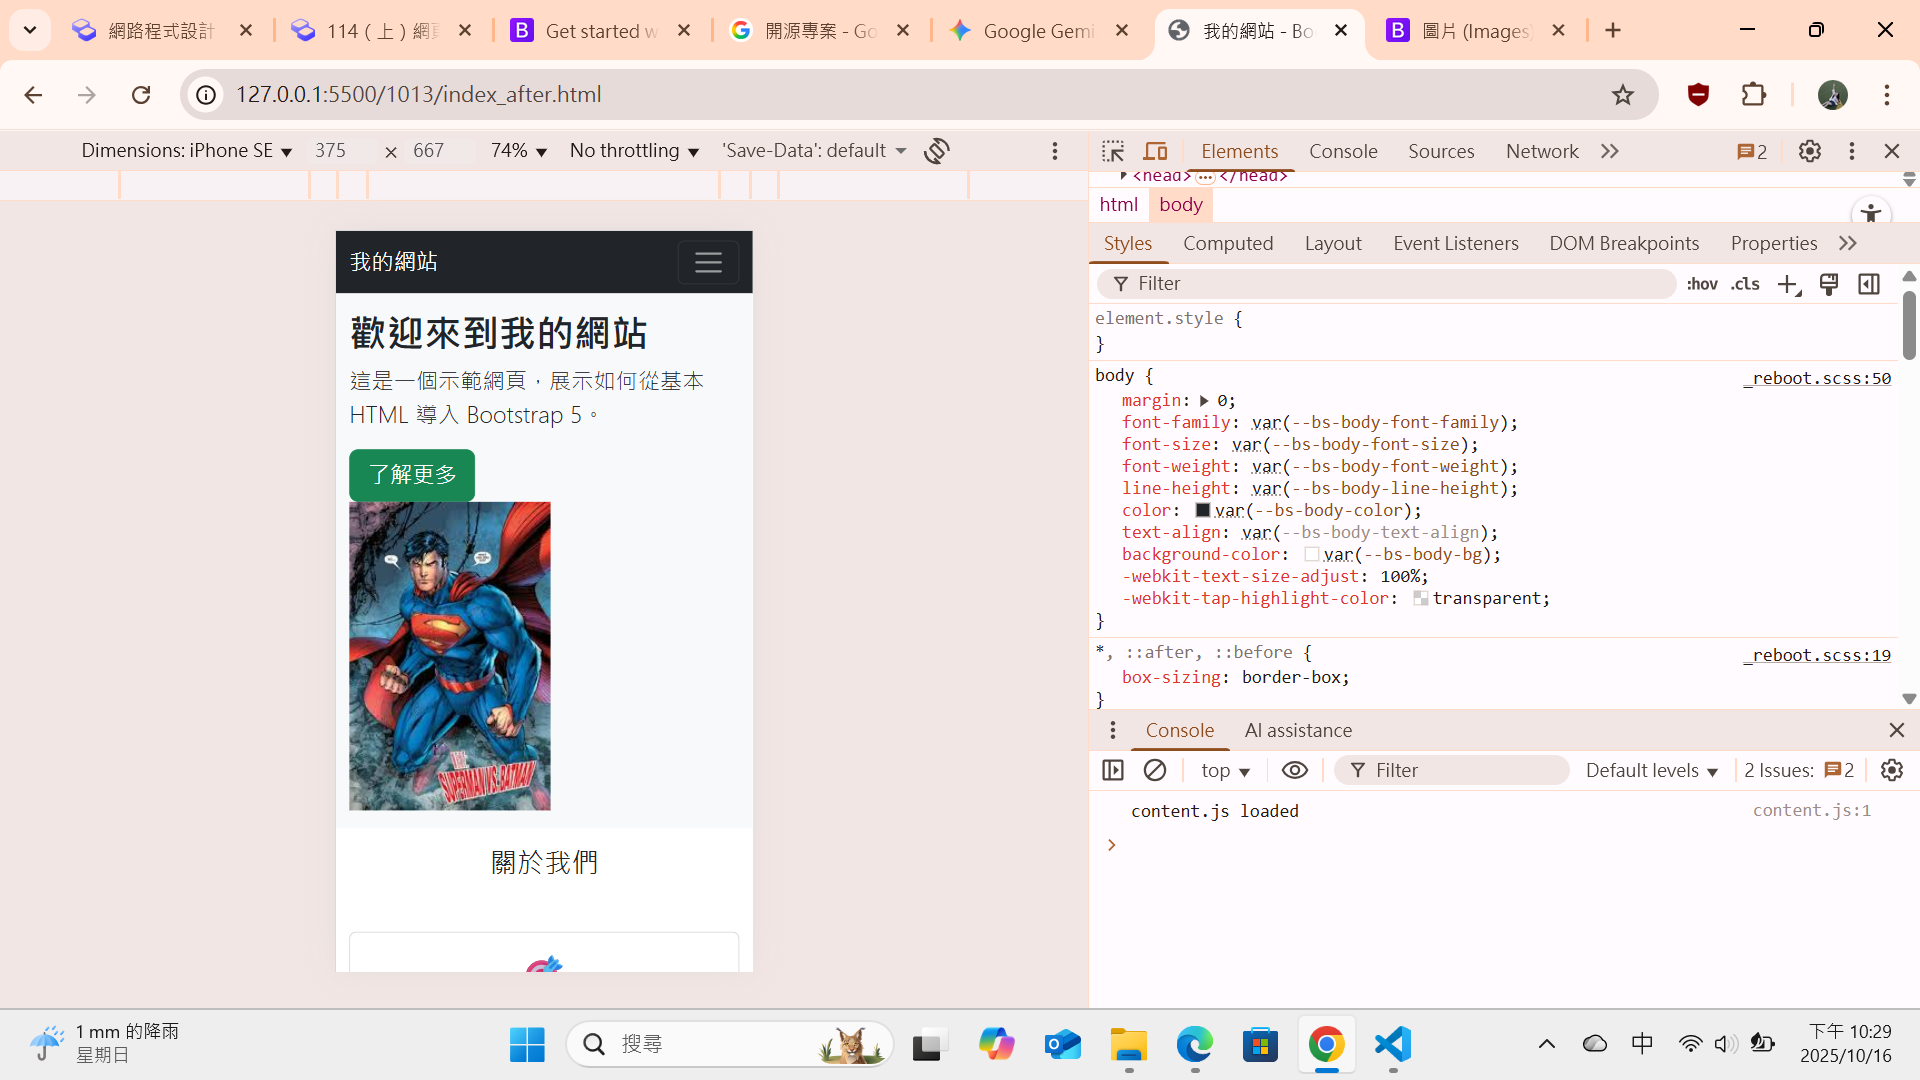 網路程式設計
114（上）網頁
Get started w
開源專案 - Go
Google Gemi
我的網站 - Bo
圖片 (Images)
127.0.0.1:5500/1013/index_after.html
Dimensions: iPhone SE ▼ 375 × 667 74% ▼ No throttling ▼ 'Save-Data': default
Elements Console Sources Network 2
<head> … </head>
html body
Styles Computed Layout Event Listeners DOM Breakpoints Properties
Filter :hov .cls
element.style {
}
body { _reboot.scss:50
margin: 0;
font-family: var(--bs-body-font-family);
font-size: var(--bs-body-font-size);
font-weight: var(--bs-body-font-weight);
line-height: var(--bs-body-line-height);
color: var(--bs-body-color);
text-align: var(--bs-body-text-align);
background-color: var(--bs-body-bg);
-webkit-text-size-adjust: 100%;
-webkit-tap-highlight-color: transparent;
}
*, ::after, ::before { _reboot.scss:19
box-sizing: border-box;
}
Console AI assistance
top ▼ Filter Default levels ▼ 2 Issues: 2
content.js loaded content.js:1
我的網站
歡迎來到我的網站
這是一個示範網頁，展示如何從基本
HTML 導入 Bootstrap 5。
了解更多
SUPERMAN VS. BATMAN
關於我們
1 mm 的降雨
星期日
搜尋
中
下午 10:29
2025/10/16